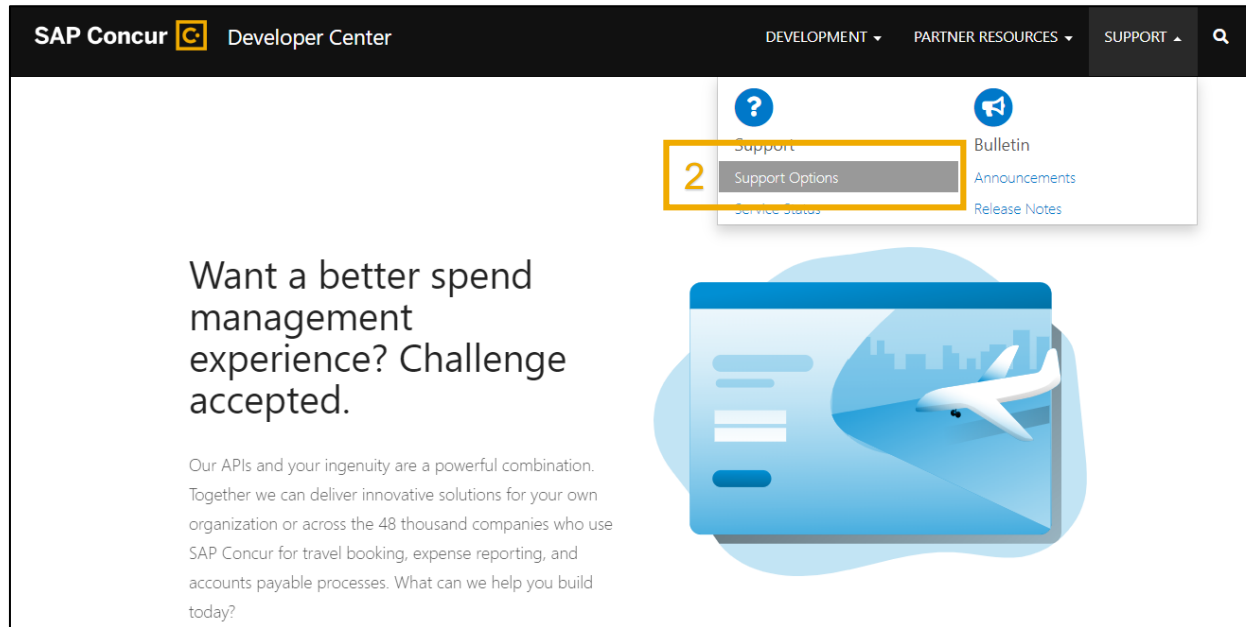 SAP Concur C Developer Center
DEVELOPMENT
PARTNER RESOURCES
SUPPORT
Support
Bulletin
2
Support Options
Announcements
Service Status
Release Notes
Want a better spend
management
experience? Challenge
accepted.
Our APIs and your ingenuity are a powerful combination.
Together we can deliver innovative solutions for your own
organization or across the 48 thousand companies who use
SAP Concur for travel booking, expense reporting, and
accounts payable processes. What can we help you build
today?